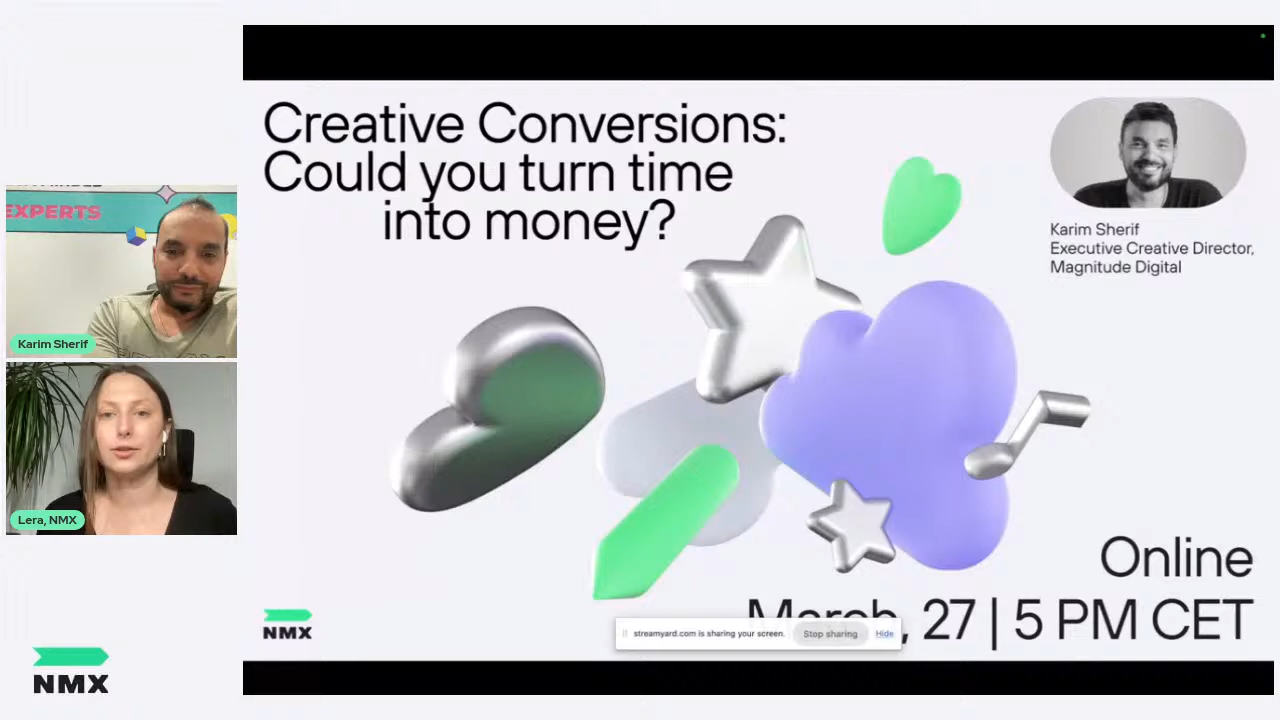 EXPERTS
Karim Sherif
Lera, NMX
NMX
Creative Conversions:
Could you turn time
into money?
Karim Sherif
Executive Creative Director,
Magnitude Digital
Online
March, 27 | 5 PM CET
NMX
streamyard.com is sharing your screen.
Stop sharing
Hide